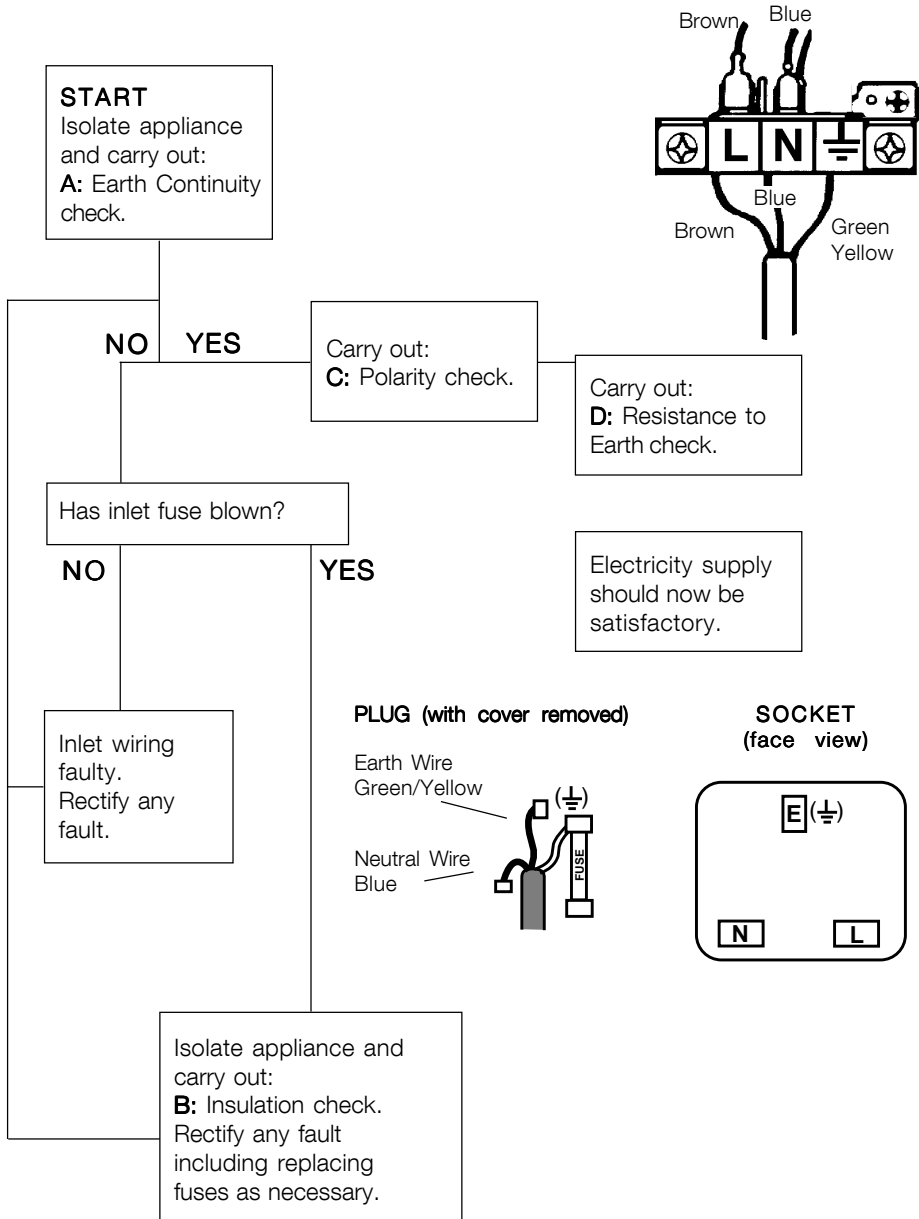 START
Isolate appliance
and carry out:
A: Earth Continuity
check.
Brown
Blue
L N
Blue
Brown
Green
Yellow
NO YES
Carry out:
C: Polarity check.
Carry out:
D: Resistance to
Earth check.
Has inlet fuse blown?
NO
YES
Electricity supply
should now be
satisfactory.
Inlet wiring
faulty.
Rectify any
fault.
PLUG (with cover removed)
Earth Wire
Green/Yellow
Neutral Wire
Blue
FUSE
SOCKET
(face view)
E
N
L
Isolate appliance and
carry out:
B: Insulation check.
Rectify any fault
including replacing
fuses as necessary.